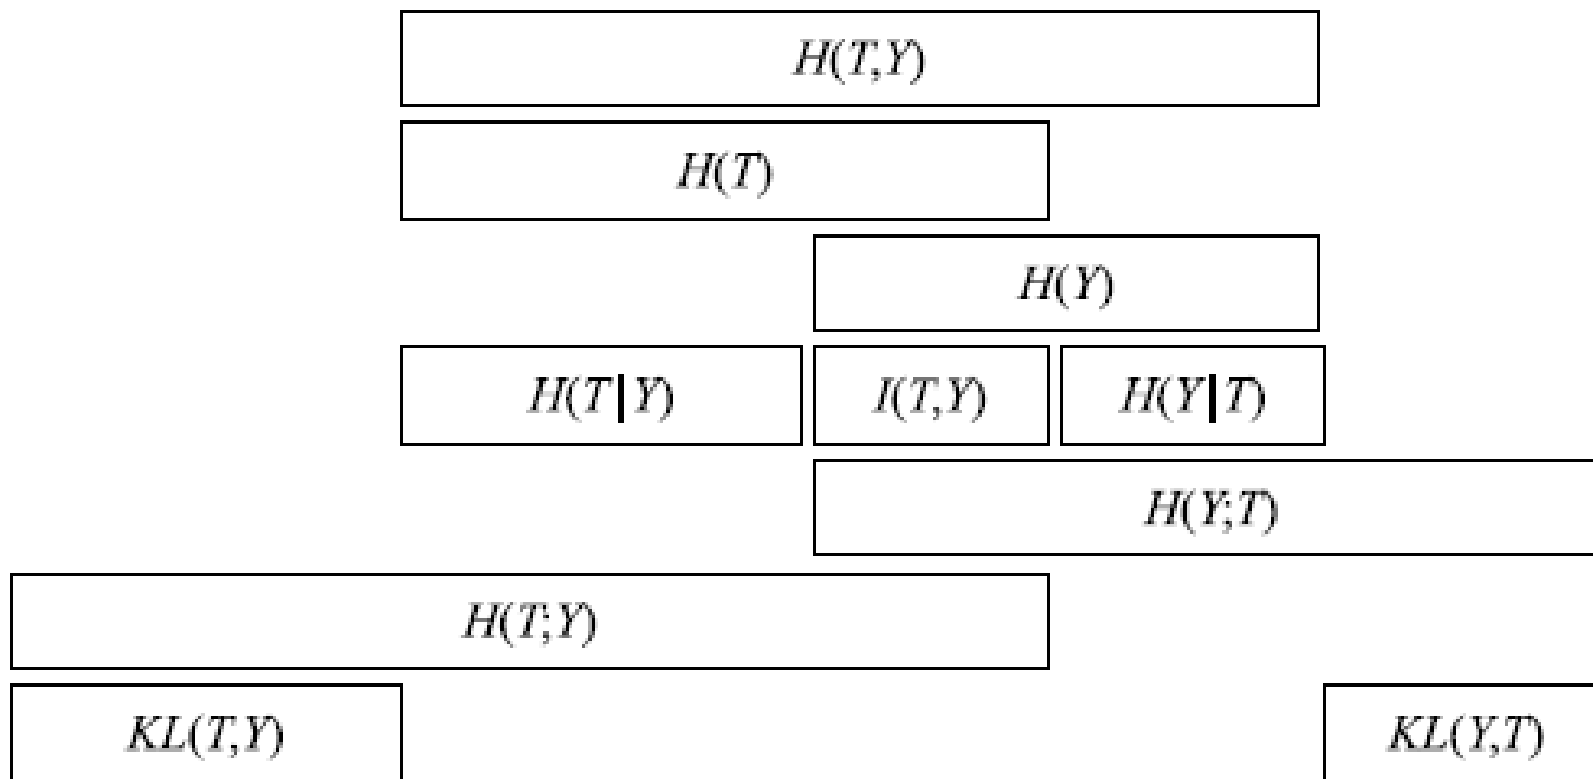 H(T,Y)
H(T)
H(Y)
H(T|Y) I(T,Y) H(Y|T)
H(Y;T)
H(T;Y)
KL(T,Y) KL(Y,T)